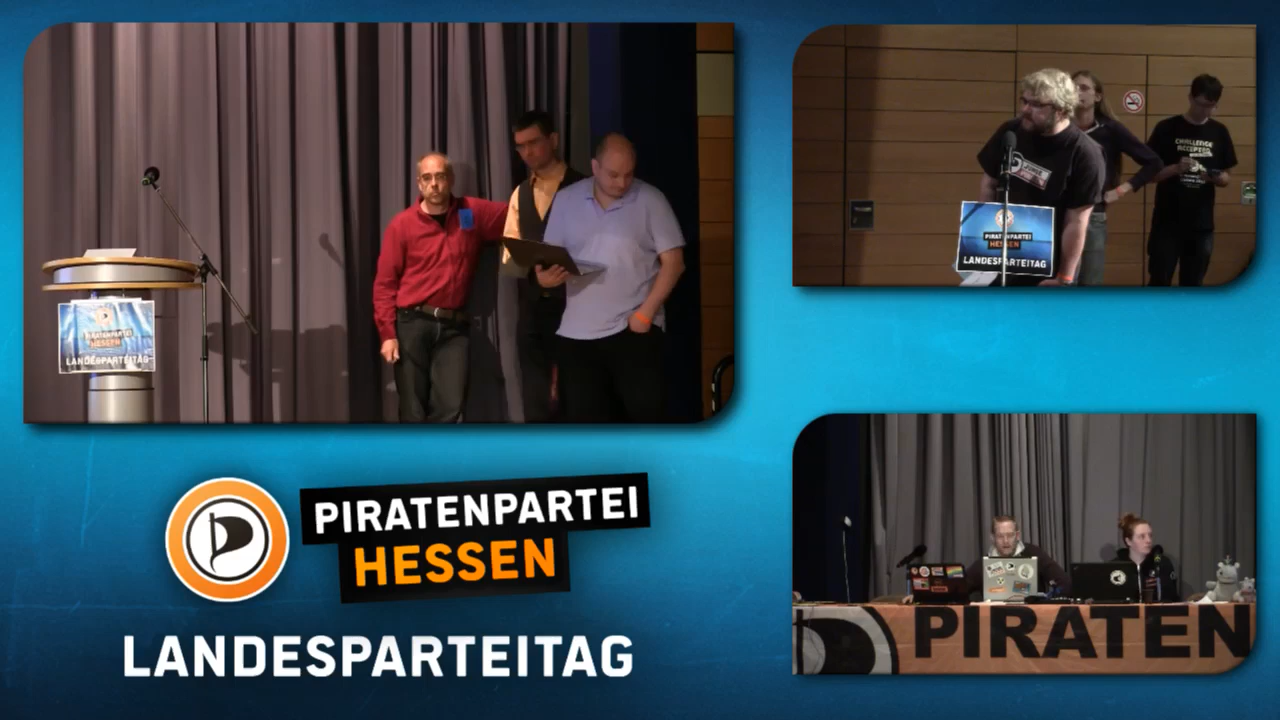 PIRATENPARTEI
HESSEN
LANDESPARTEITAG
CHALLENGE
ACCEPTED
PIRATENPARTEI
HESSEN
LANDESPARTEITAG
PIRATENPARTEI
HESSEN
LANDESPARTEITAG
PIRATEN